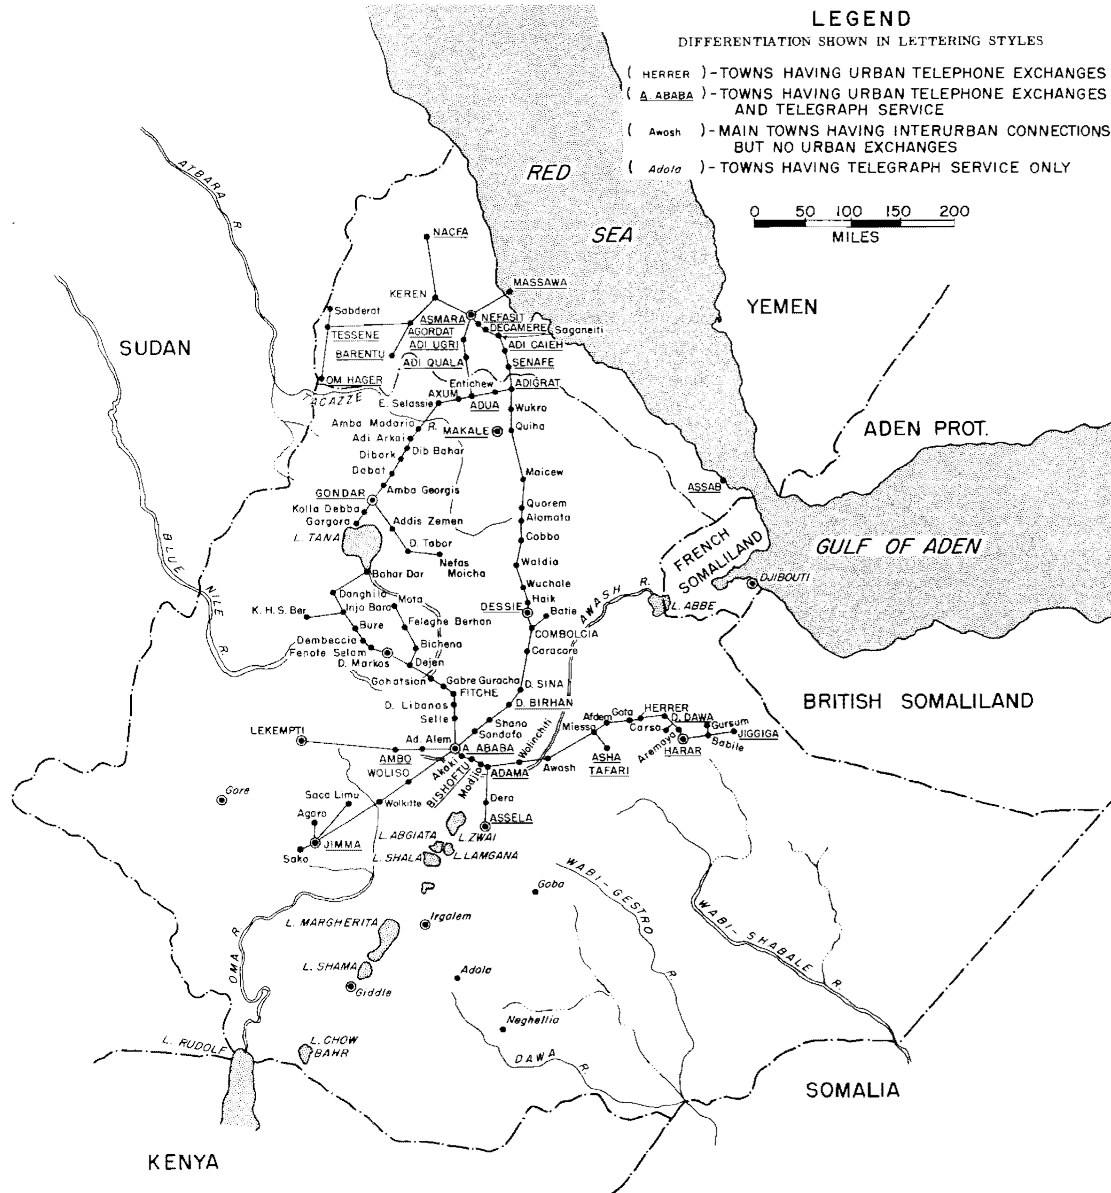 LEGEND
DIFFERENTIATION SHOWN IN LETTERING STYLES
( HERRER ) - TOWNS HAVING URBAN TELEPHONE EXCHANGES
( A. ABABA ) - TOWNS HAVING URBAN TELEPHONE EXCHANGES
AND TELEGRAPH SERVICE
( Awosh ) - MAIN TOWNS HAVING INTERURBAN CONNECTIONS
BUT NO URBAN EXCHANGES
( Adola ) - TOWNS HAVING TELEGRAPH SERVICE ONLY
0 50 100 150 200
MILES
RED
SEA
ATBARA R.
NACFA
MASSAWA
KEREN
Sabderat
ASMARA
NEFASIT
TESSENE
AGORDAT
DECAMERE
Saganeiti
YEMEN
SUDAN
BARENTU
ADI UGRI
ADI CAIEH
ADI QUALA
SENAFE
OM HAGER
TACAZZE
R.
Entichew
ADIGRAT
AXUM
E. Selassie
ADUA
Wukro
Amba Madaria
MAKALE
Quiha
ADEN PROT.
Adi Arkai
Dib Bahar
Dibark
Dabat
Maicew
ASSAB
Amba Georgis
GONDAR
Quorem
Kolla Debba
Gorgora
Addis Zemen
Alamata
L. TANA
D. Tabor
Cobbo
FRENCH
SOMALILAND
GULF OF ADEN
Nefas
Moicha
Waldia
BLUE NILE R.
Bahar Dar
Wuchale
DJIBOUTI
Danghila
Mota
Haik
AWASH R.
L. ABBE
K. H. S. Ber
Injo Bara
DESSIE
Batie
Bure
Feleghe Berhan
COMBOLCIA
Dembeccia
Bichena
Caracore
Fenote Selam
D. Markos
Dejen
Gohatsian
Gabre Guracha
FITCHE
D. SINA
BRITISH SOMALILAND
D. Libanos
D. BIRHAN
Selle
Shano
Sandafa
Wolinchiti
Miesso
Afdem
Gota
HERRER
D. DAWA
Gursum
LEKEMPTI
Ad. Alem
A. ABABA
Carsa
Aremaya
HARAR
Babile
JIGGIGA
AMBO
Akaki
BISHOFTU
Modjio
ADAMA
Awash
ASHA
TAFARI
WOLISO
Gore
Saca Limu
Wolkitte
Dera
Agaro
ASSELA
L. ABGIATA
L. ZWAI
JIMMA
Sako
L. SHALA
L. LAMGANA
Goba
WABI-GESTRO R.
WABI-SHABALE R.
L. MARGHERITA
Irgalem
OMA R.
L. SHAMA
Adola
Giddle
Neghellia
L. RUDOLF
L. CHOW
BAHR
DAWA R.
SOMALIA
KENYA